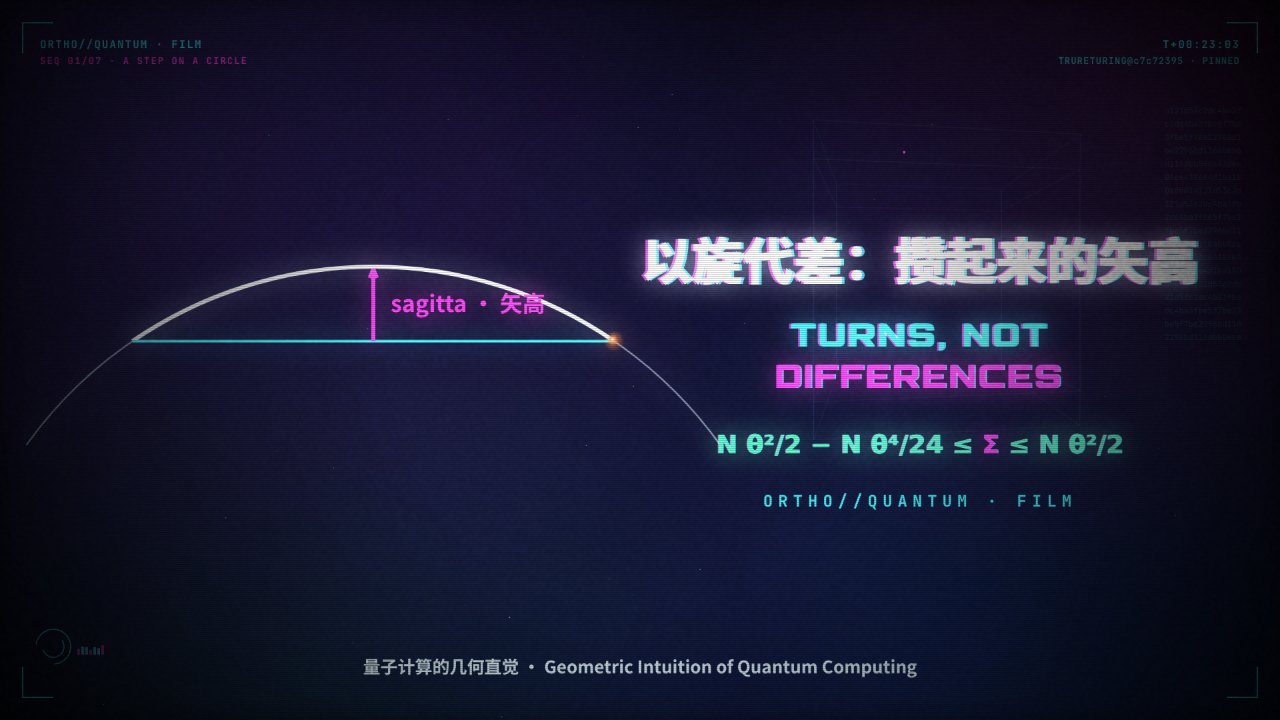 ORTHO//QUANTUM · FILM
SEQ 01/07 · A STEP ON A CIRCLE
T+00:23:03
TRURETURING@c7c72395 · PINNED
sagitta · 矢高
以旋代差：攒起来的矢高
TURNS, NOT
DIFFERENCES
N θ²/2 − N θ⁴/24 ≤ Σ ≤ N θ²/2
ORTHO//QUANTUM · FILM
量子计算的几何直觉 · Geometric Intuition of Quantum Computing